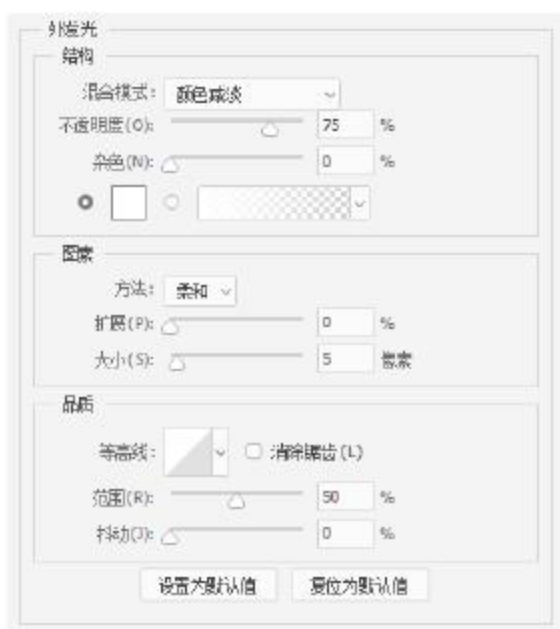 外发光
结构
混合模式: 颜色减淡
不透明度(O): 75 %
杂色(N): 0 %
图素
方法: 柔和
扩展(P): 0 %
大小(S): 5 像素
品质
等高线: 消除锯齿(L)
范围(R): 50 %
抖动(J): 0 %
设置为默认值 复位为默认值